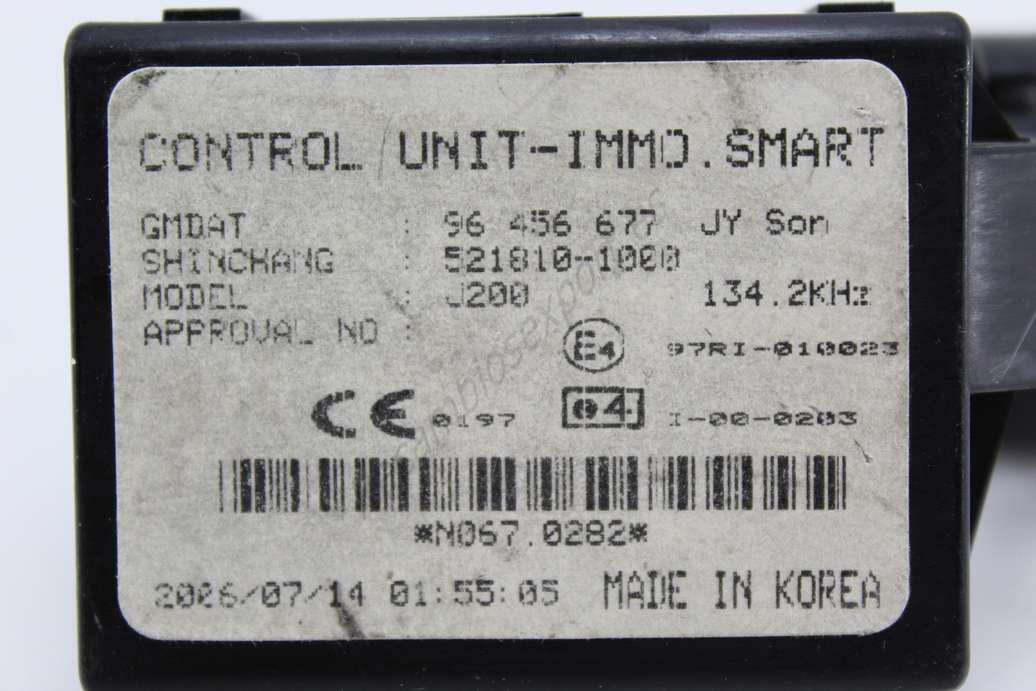 CONTROL UNIT-IMMO.SMART
GMDAT : 96 456 677 JY Son
SHINCHANG : 521810-1000
MODEL : J200 134.2KHz
APPROVAL NO :
E4 97RI-010023
CE 0197 e4 I-00-0203
*N067.0282*
2006/07/14 01:55:05 MADE IN KOREA